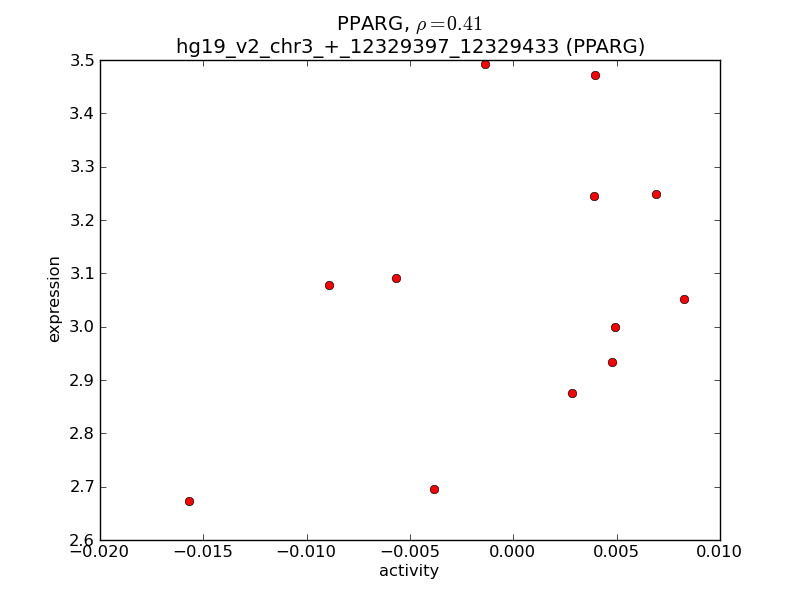 PPARG, ρ=0.41
hg19_v2_chr3_+_12329397_12329433 (PPARG)
3.5
3.4
3.3
3.2
3.1
3.0
2.9
2.8
2.7
2.6
expression
−0.020 −0.015 −0.010 −0.005 0.000 0.005 0.010
activity